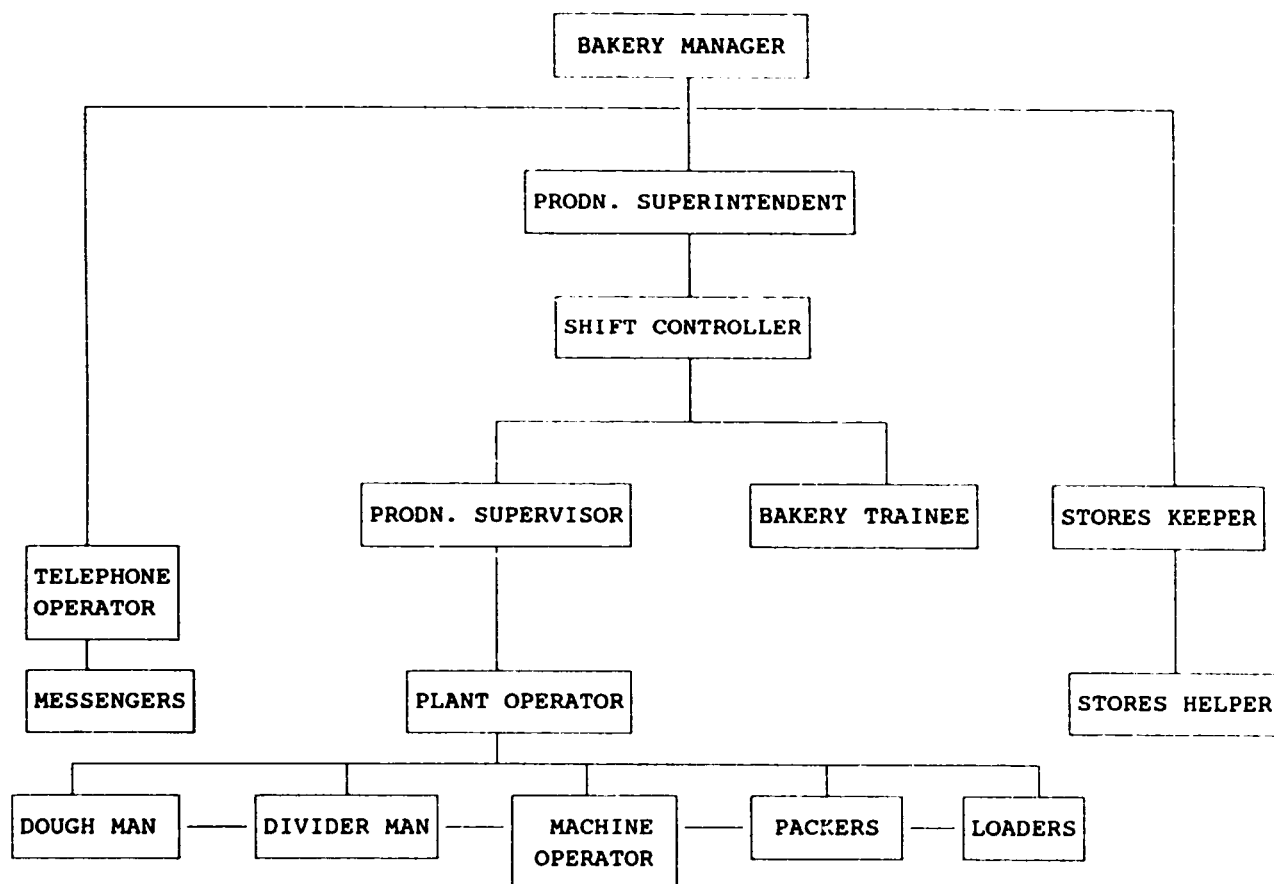 BAKERY MANAGER
PRODN. SUPERINTENDENT
SHIFT CONTROLLER
PRODN. SUPERVISOR
BAKERY TRAINEE
STORES KEEPER
TELEPHONE
OPERATOR
MESSENGERS
PLANT OPERATOR
STORES HELPER
DOUGH MAN
DIVIDER MAN
MACHINE
OPERATOR
PACKERS
LOADERS